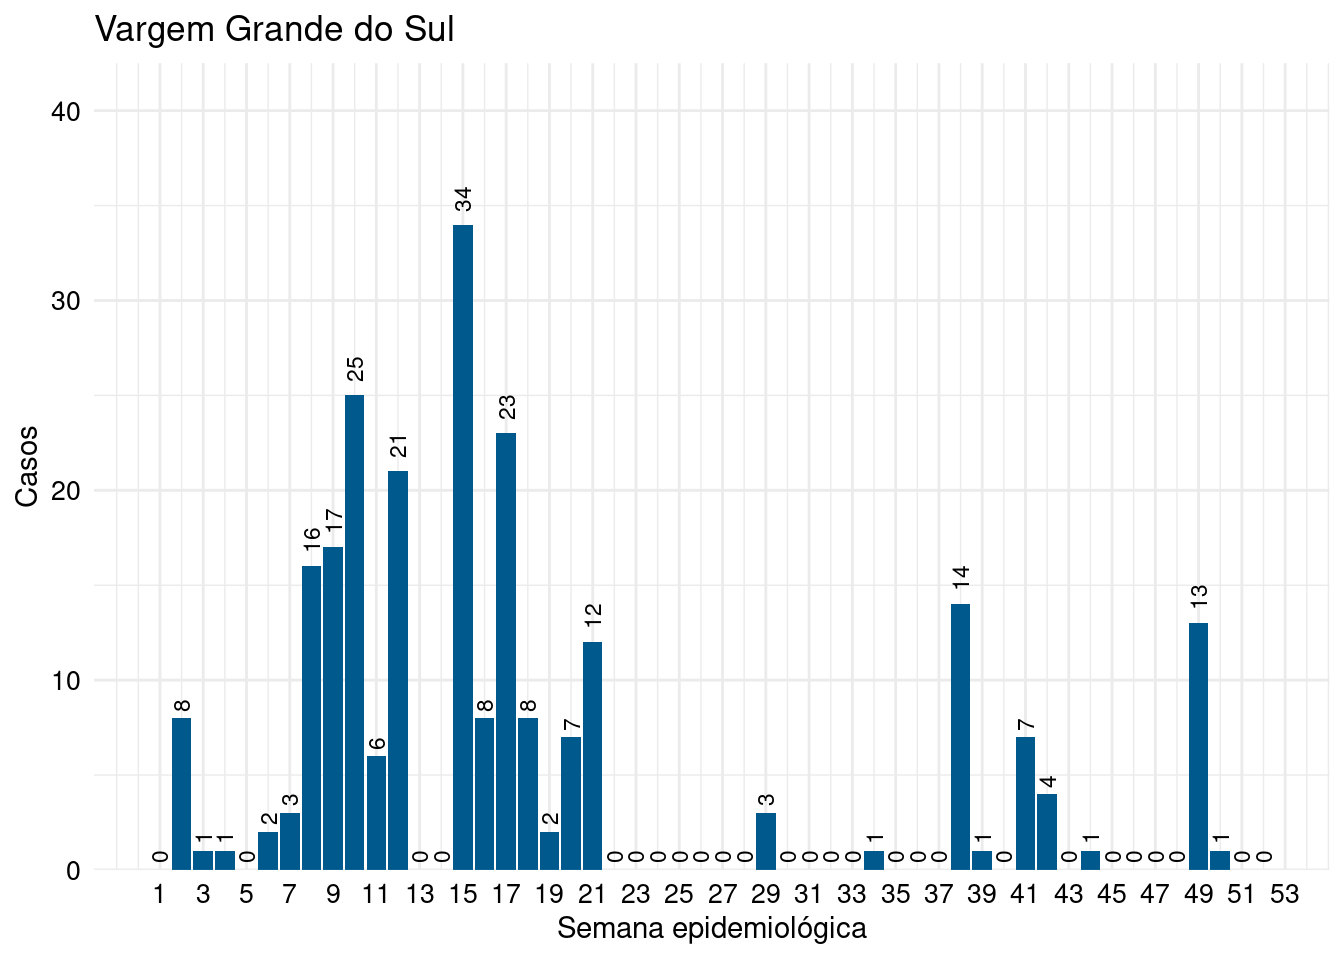 Vargem Grande do Sul
40
30
20
10
0
Casos
0 8 1 1 0 2 3 16 17 25 6 21 0 0 34 8 23 8 2 7 12 0 0 0 0 0 0 0 3 0 0 0 0 1 0 0 0 14 1 0 7 4 0 1 0 0 0 0 13 1 0 0
1 3 5 7 9 11 13 15 17 19 21 23 25 27 29 31 33 35 37 39 41 43 45 47 49 51 53
Semana epidemiológica